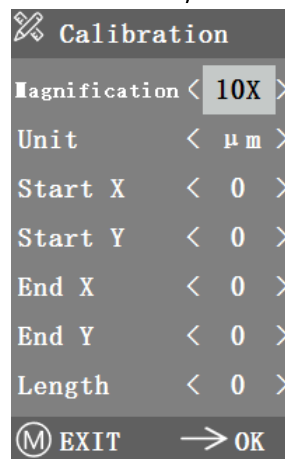 Calibration
Magnification < 10X >
Unit < μm >
Start X < 0 >
Start Y < 0 >
End X < 0 >
End Y < 0 >
Length < 0 >
M EXIT → OK